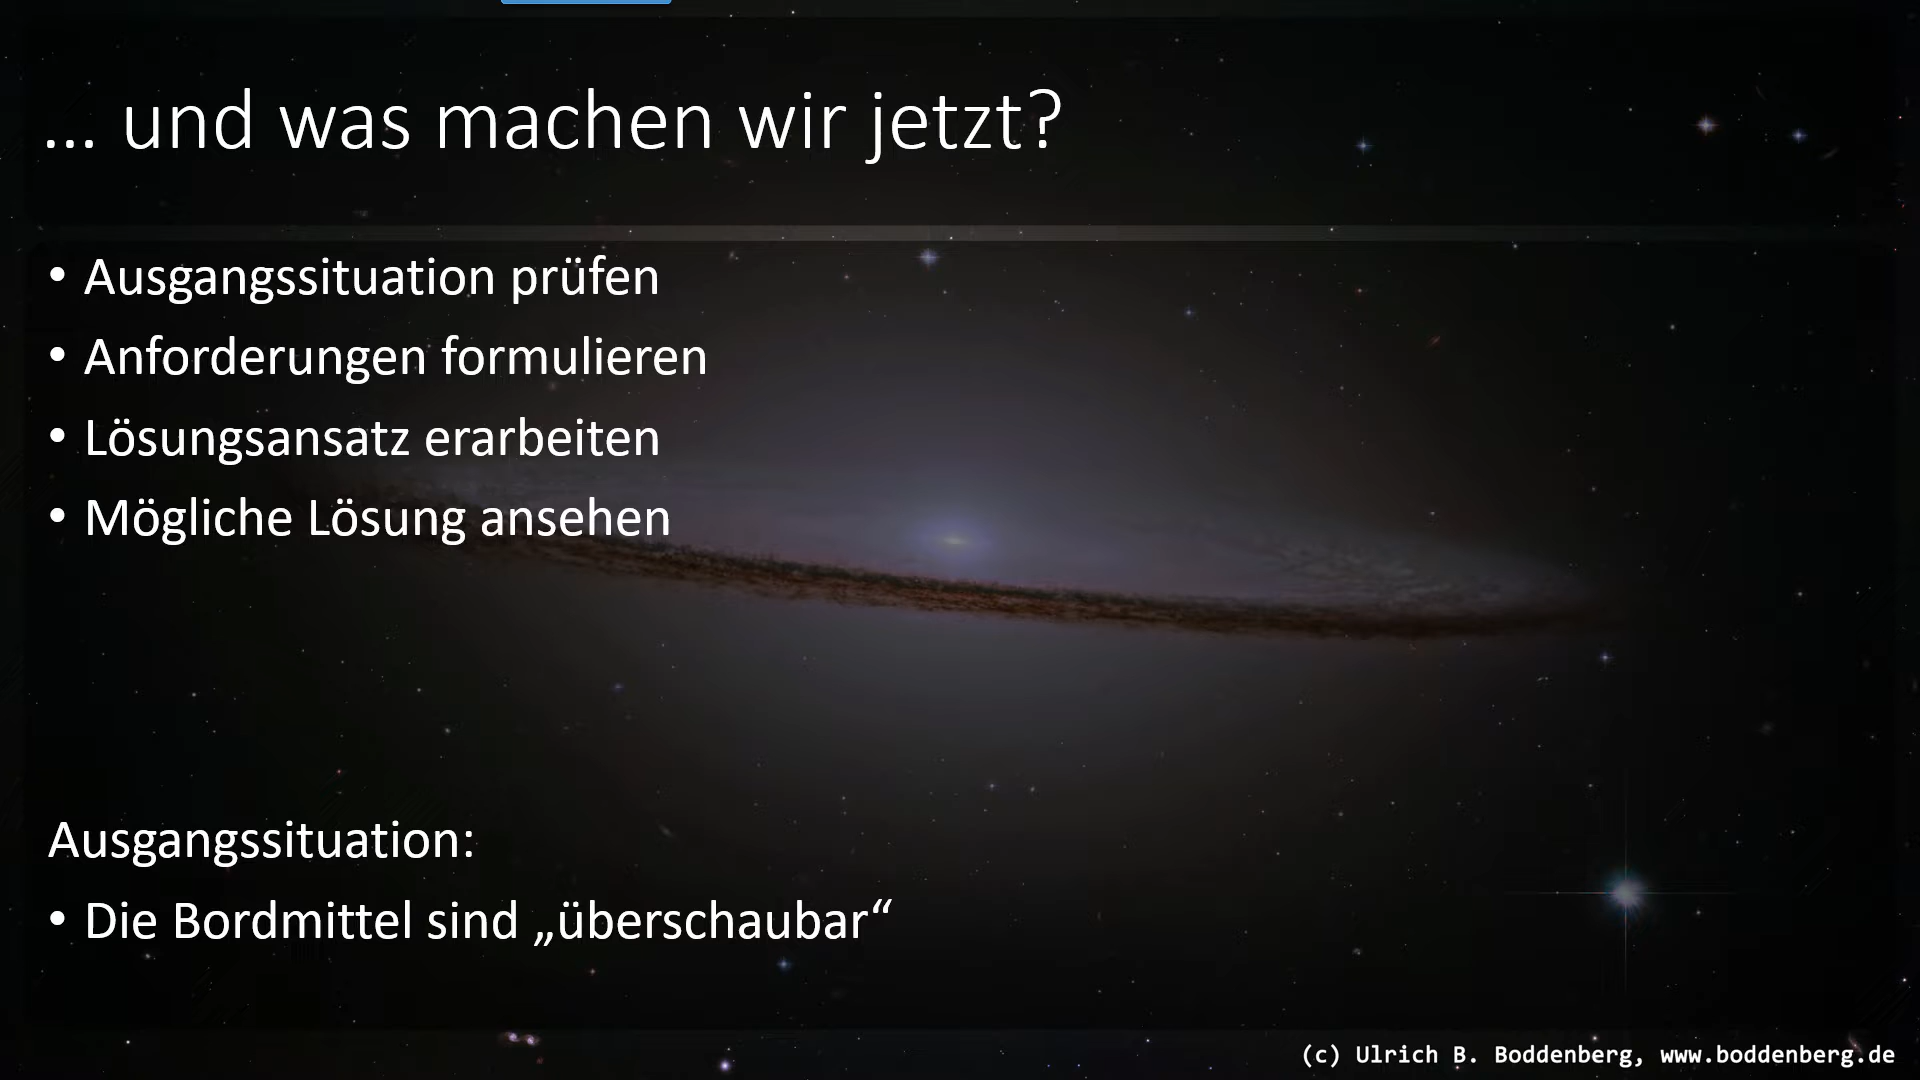 ... und was machen wir jetzt?
• Ausgangssituation prüfen
• Anforderungen formulieren
• Lösungsansatz erarbeiten
• Mögliche Lösung ansehen
Ausgangssituation:
• Die Bordmittel sind „überschaubar“
(c) Ulrich B. Boddenberg, www.boddenberg.de